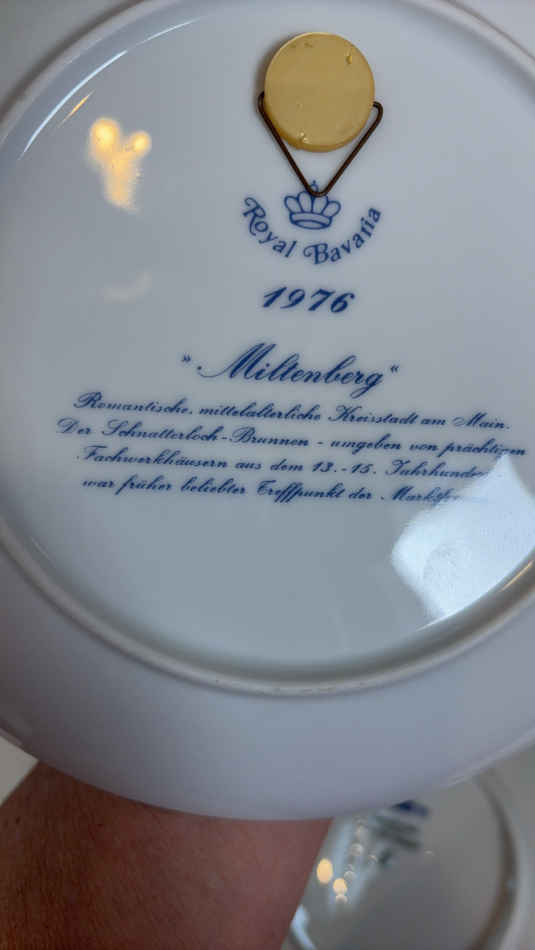 Royal Bavaria
1976
» Miltenberg «
Romantische, mittelalterliche Kreisstadt am Main.
Der Schnatterloch-Brunnen - umgeben von prächtigen
Fachwerkhäusern aus dem 13.-15.
war früher beliebter Treffpunkt der